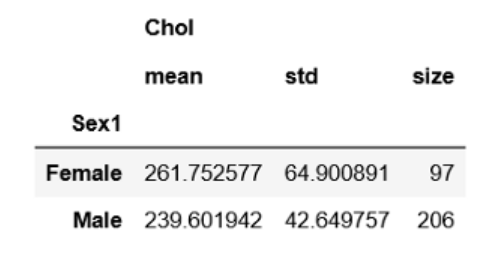 Chol
mean std size
Sex1
Female 261.752577 64.900891 97
Male 239.601942 42.649757 206